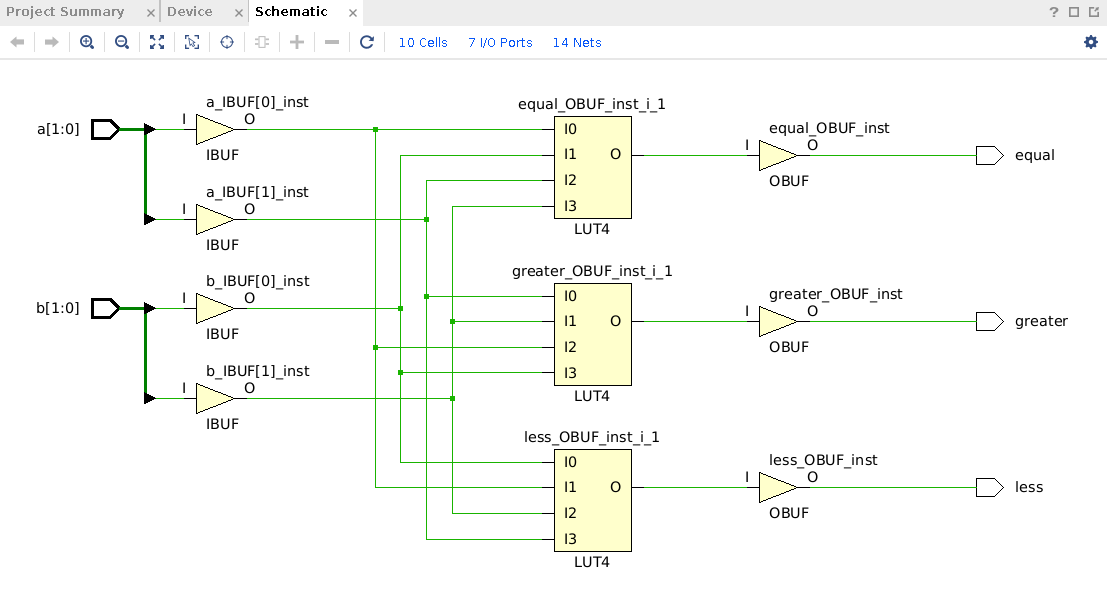 Project Summary × Device × Schematic ×
?
10 Cells 7 I/O Ports 14 Nets
a[1:0]
I
a_IBUF[0]_inst
O
IBUF
I
a_IBUF[1]_inst
O
IBUF
b[1:0]
I
b_IBUF[0]_inst
O
IBUF
I
b_IBUF[1]_inst
O
IBUF
equal_OBUF_inst_i_1
I0
I1
I2
I3
O
LUT4
I
equal_OBUF_inst
O
OBUF
equal
greater_OBUF_inst_i_1
I0
I1
I2
I3
O
LUT4
I
greater_OBUF_inst
O
OBUF
greater
less_OBUF_inst_i_1
I0
I1
I2
I3
O
LUT4
I
less_OBUF_inst
O
OBUF
less